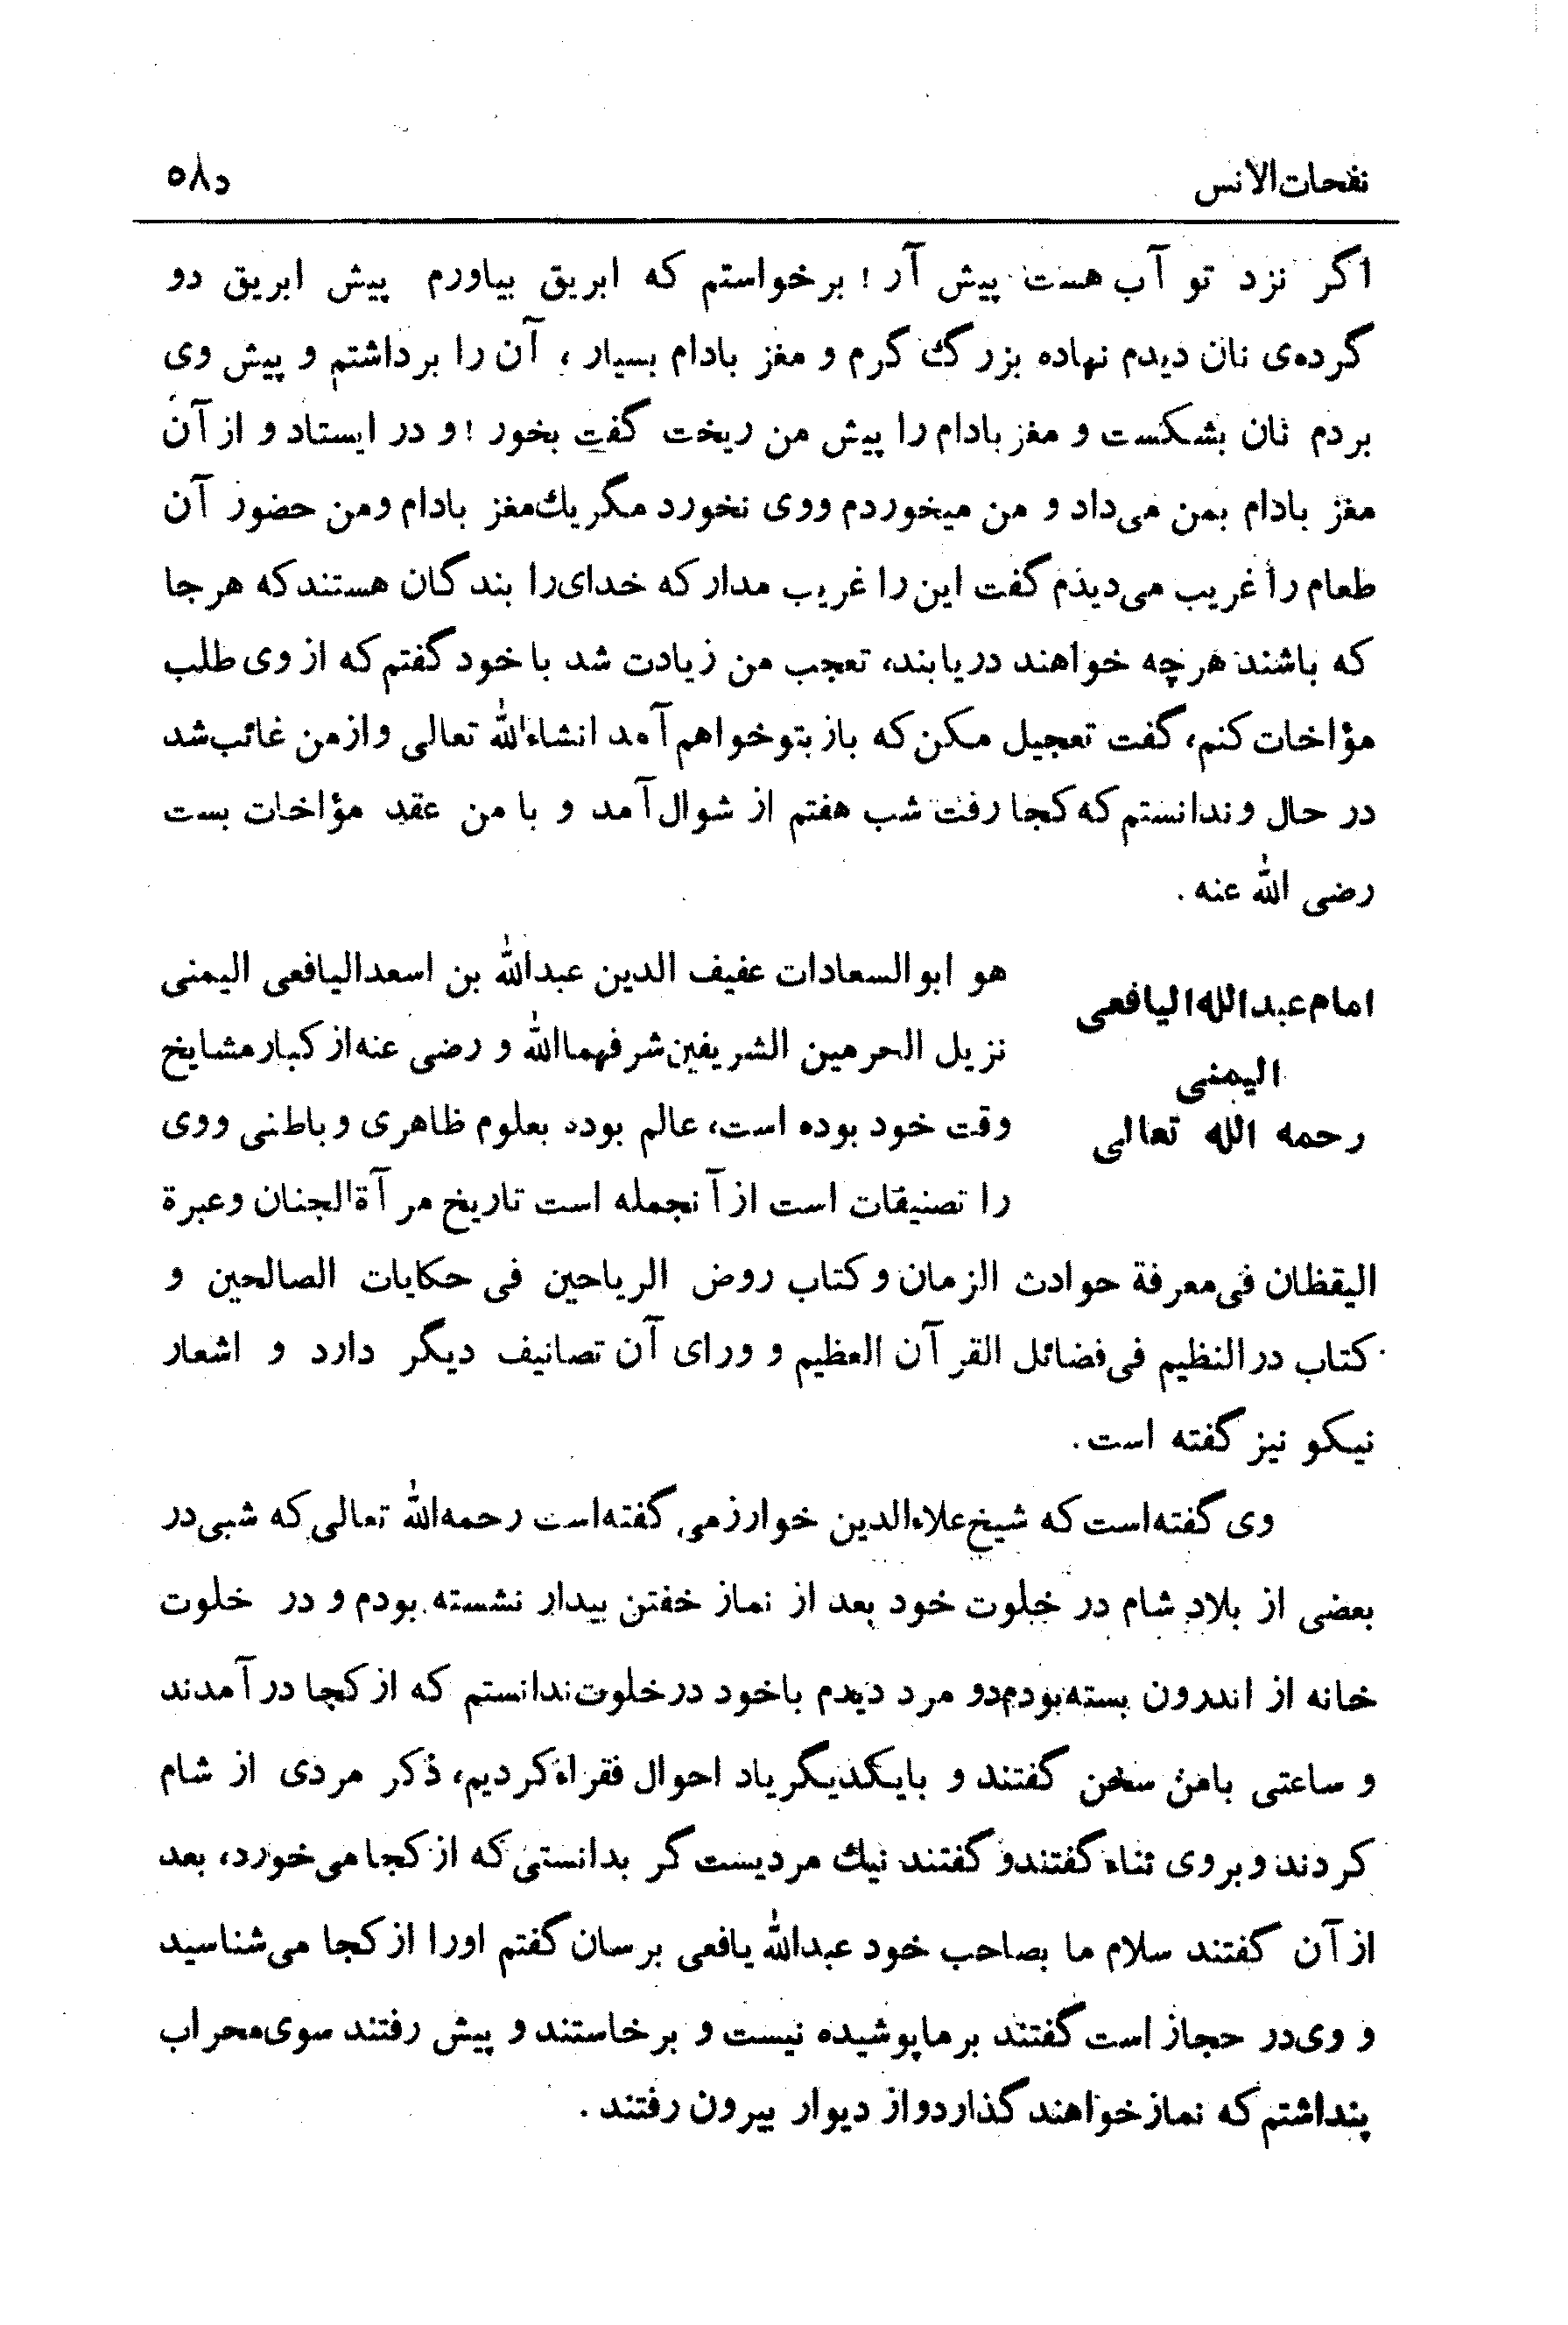 نفحات‌الانس
۵۸د
اگر نزد تو آب هست پیش آر ! برخواستم که ابریق بیاورم پیش ابریق دو
گرده‌ی نان دیدم نهاده بزرگ گرم و مغز بادام بسیار ، آن را برداشتم و پیش وی
بردم نان بشکست و مغز بادام را پیش من ریخت گفت بخور ! و در ایستاد و از آن
مغز بادام بمن می‌داد و من میخوردم ووی نخورد مگر یك‌مغز بادام ومن حضور آن
طعام را غریب می‌دیدم گفت این را غریب مدار که خدای‌را بندگان هستند که هرجا
که باشند هرچه خواهند دریابند، تعجب من زیادت شد با خود گفتم که از وی طلب
مؤاخات کنم، گفت تعجیل مکن که باز بتوخواهم آمد انشاءالله تعالی وازمن غائب‌شد
در حال وندانستم که کجا رفت شب هفتم از شوال آمد و با من عقد مؤاخات بست
رضی الله عنه .
امام‌عبدالله‌الیافعی
الیمنی
رحمه الله تعالی
هو ابوالسعادات عفیف الدین عبدالله بن اسعدالیافعی الیمنی
نزیل الحرمین الشریفین‌شرفهماالله و رضی عنه‌از کبارمشایخ
وقت خود بوده است، عالم بوده بعلوم ظاهری وباطنی ووی
را تصنیقات است از آنجمله است تاریخ مرآة‌الجنان وعبرة
الیقظان فی‌معرفة حوادث الزمان وکتاب روض الریاحین فی حکایات الصالحین و
کتاب درالنظیم فی‌فضائل القرآن العظیم و ورای آن تصانیف دیگر دارد و اشعار
نیکو نیز گفته است.
وی گفته‌است که شیخ‌علاءالدین خوارزمی گفته‌است رحمه‌الله تعالی که شبی‌در
بعضی از بلاد شام در خلوت خود بعد از نماز خفتن بیدار نشسته بودم و در خلوت
خانه از اندرون بسته‌بودم‌دو مرد دیدم باخود درخلوت‌ندانستم که ازکجا درآمدند
و ساعتی بامن سخن گفتند و بایکدیگر یاد احوال فقراء‌کردیم، ذکر مردی از شام
کردند وبروی ثناء گفتندو گفتند نیك مردیست گر بدانستی که از کجا می‌خورد، بعد
از آن گفتند سلام ما بصاحب خود عبدالله یافعی برسان گفتم اورا ازکجا می‌شناسید
و وی‌در حجاز است گفتند برماپوشیده نیست و برخاستند و پیش رفتند سوی‌محراب
پنداشتم که نمازخواهند گذاردواز دیوار بیرون رفتند .